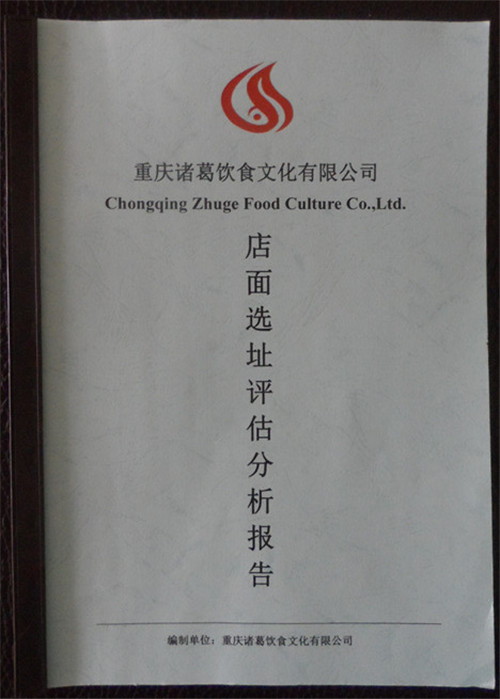 重庆诸葛饮食文化有限公司
Chongqing Zhuge Food Culture Co.,Ltd.
店面选址评估分析报告
编制单位：重庆诸葛饮食文化有限公司